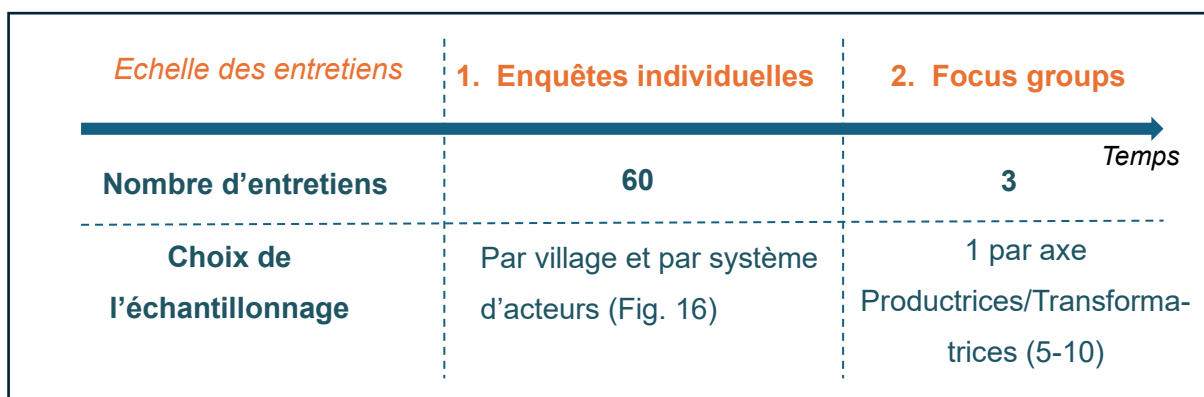 Echelle des entretiens
1. Enquêtes individuelles
2. Focus groups
Temps
Nombre d’entretiens
60
3
Choix de
l’échantillonnage
Par village et par système
d’acteurs (Fig. 16)
1 par axe
Productrices/Transforma-
trices (5-10)